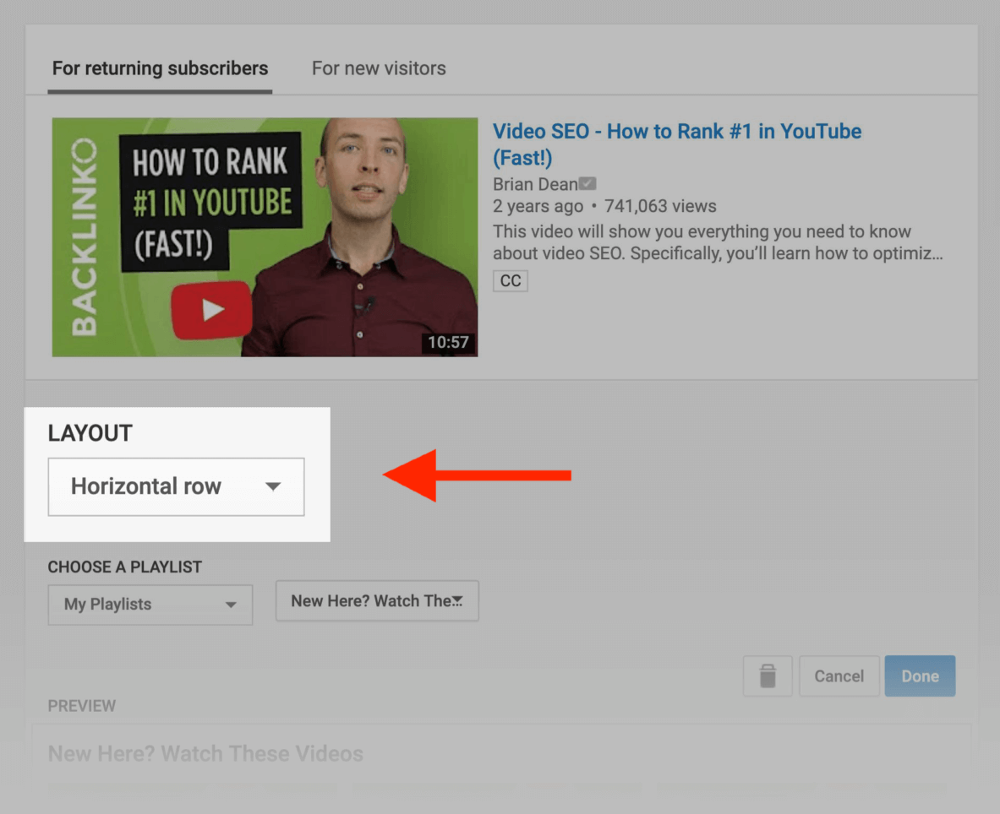 For returning subscribers
For new visitors
BACKLINKO
HOW TO RANK
#1 IN YOUTUBE
(FAST!)
10:57
Video SEO - How to Rank #1 in YouTube
(Fast!)
Brian Dean
2 years ago • 741,063 views
This video will show you everything you need to know
about video SEO. Specifically, you’ll learn how to optimiz...
CC
LAYOUT
Horizontal row
CHOOSE A PLAYLIST
My Playlists
New Here? Watch The...
Cancel
Done
PREVIEW
New Here? Watch These Videos